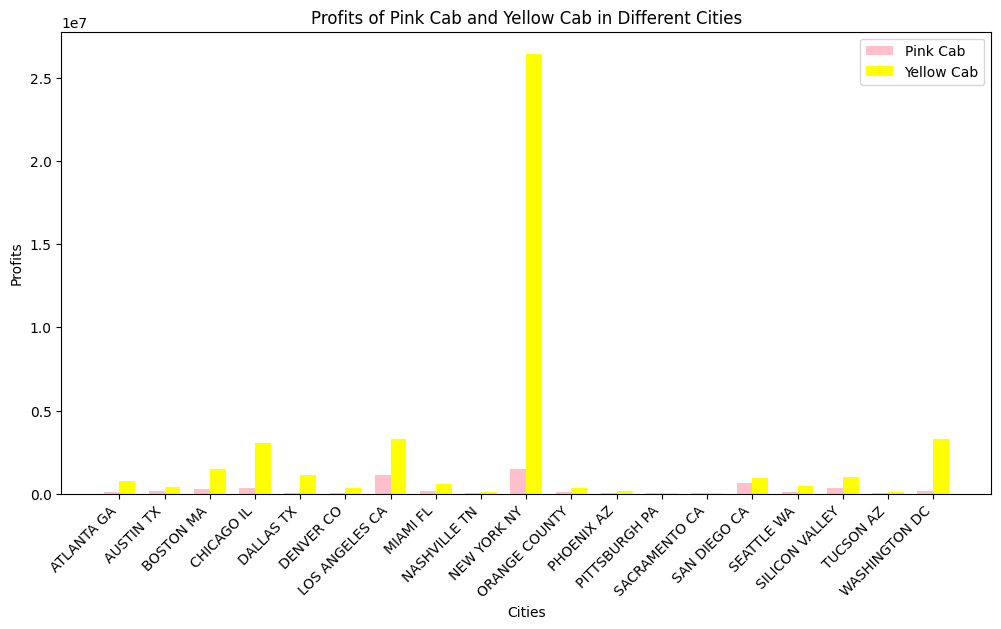 Profits of Pink Cab and Yellow Cab in Different Cities
1e7
Pink Cab
Yellow Cab
2.5
2.0
1.5
1.0
0.5
0.0
Profits
ATLANTA GA
AUSTIN TX
BOSTON MA
CHICAGO IL
DALLAS TX
DENVER CO
LOS ANGELES CA
MIAMI FL
NASHVILLE TN
NEW YORK NY
ORANGE COUNTY
PHOENIX AZ
PITTSBURGH PA
SACRAMENTO CA
SAN DIEGO CA
SEATTLE WA
SILICON VALLEY
TUCSON AZ
WASHINGTON DC
Cities